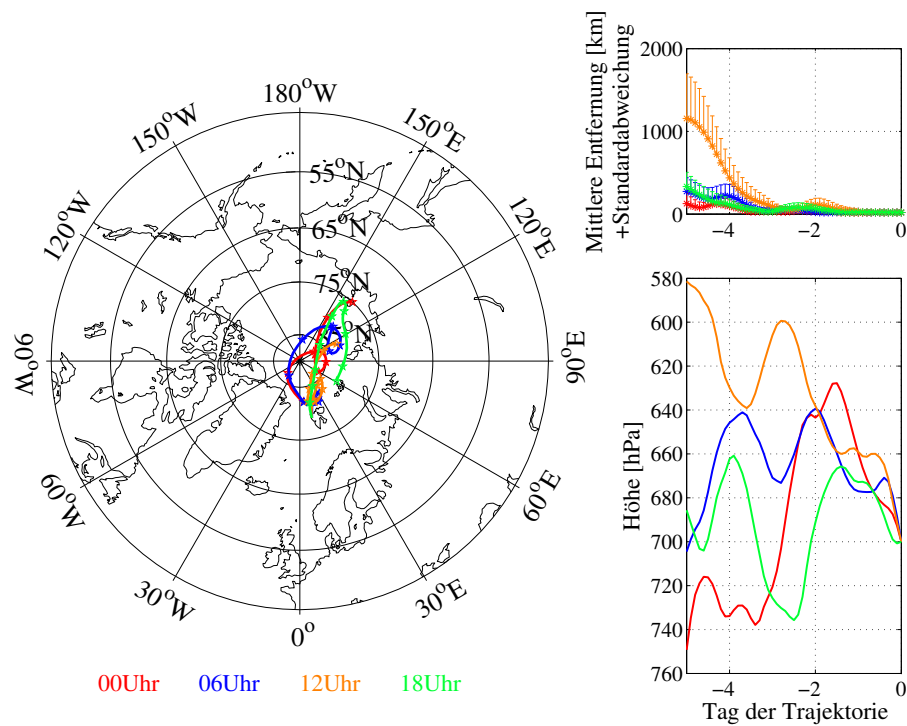 180°W
150°W
150°E
55°N
120°W
65°N
120°E
75°N
°N
90°W
90°E
60°W
60°E
30°W
30°E
0°
00Uhr 06Uhr 12Uhr 18Uhr
Mittlere Entfernung [km]
+Standardabweichung
2000
1000
0
−4 −2 0
Höhe [hPa]
580
600
620
640
660
680
700
720
740
760
−4 −2 0
Tag der Trajektorie